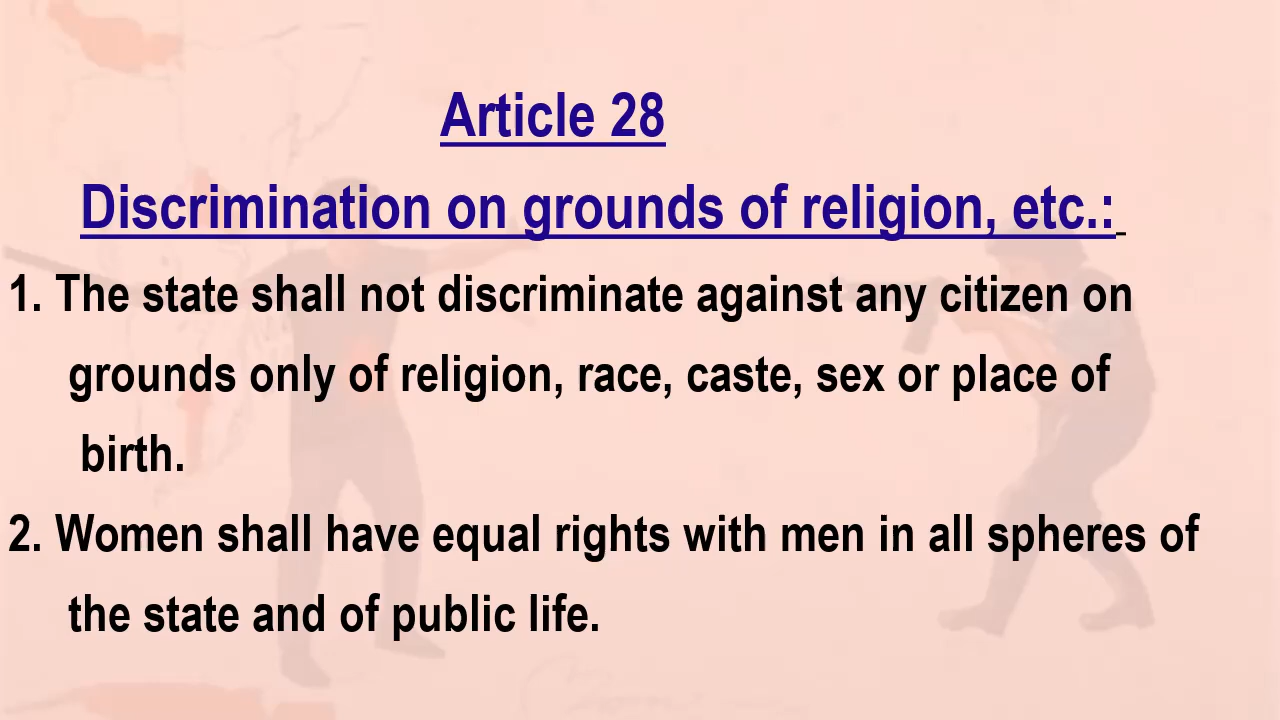 Article 28
Discrimination on grounds of religion, etc.:
1. The state shall not discriminate against any citizen on
grounds only of religion, race, caste, sex or place of
birth.
2. Women shall have equal rights with men in all spheres of
the state and of public life.